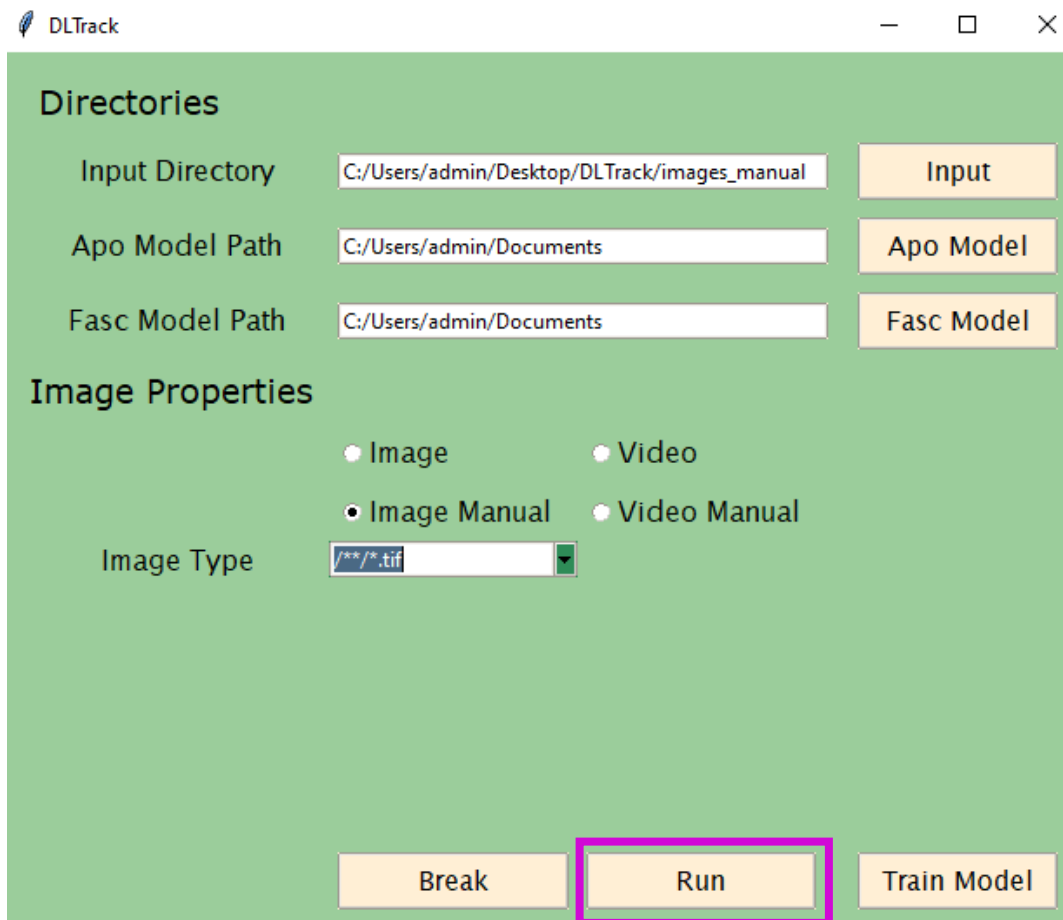 DLTrack
Directories
Input Directory C:/Users/admin/Desktop/DLTrack/images_manual Input
Apo Model Path C:/Users/admin/Documents Apo Model
Fasc Model Path C:/Users/admin/Documents Fasc Model
Image Properties
Image Video
Image Manual Video Manual
Image Type /**/*.tif
Break Run Train Model